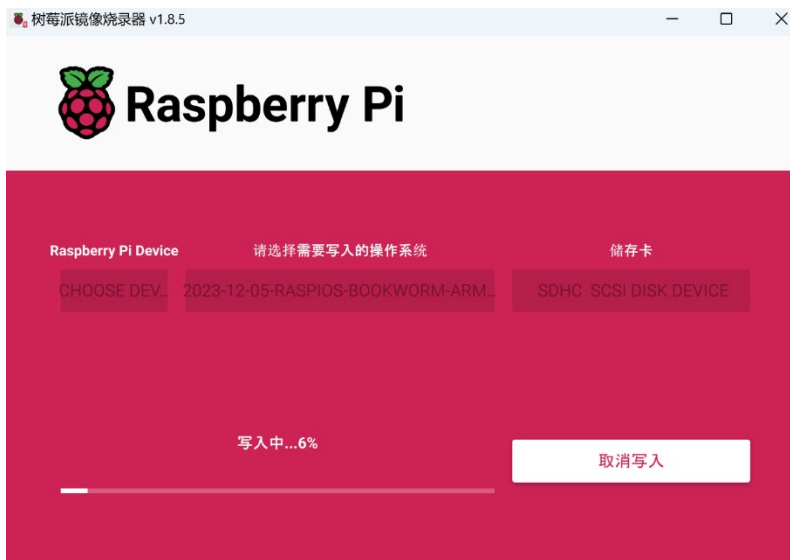 树莓派镜像烧录器 v1.8.5
Raspberry Pi
Raspberry Pi Device
请选择需要写入的操作系统
储存卡
CHOOSE DEV...
2023-12-05-RASPIOS-BOOKWORM-ARM...
SDHC SCSI DISK DEVICE
写入中...6%
取消写入